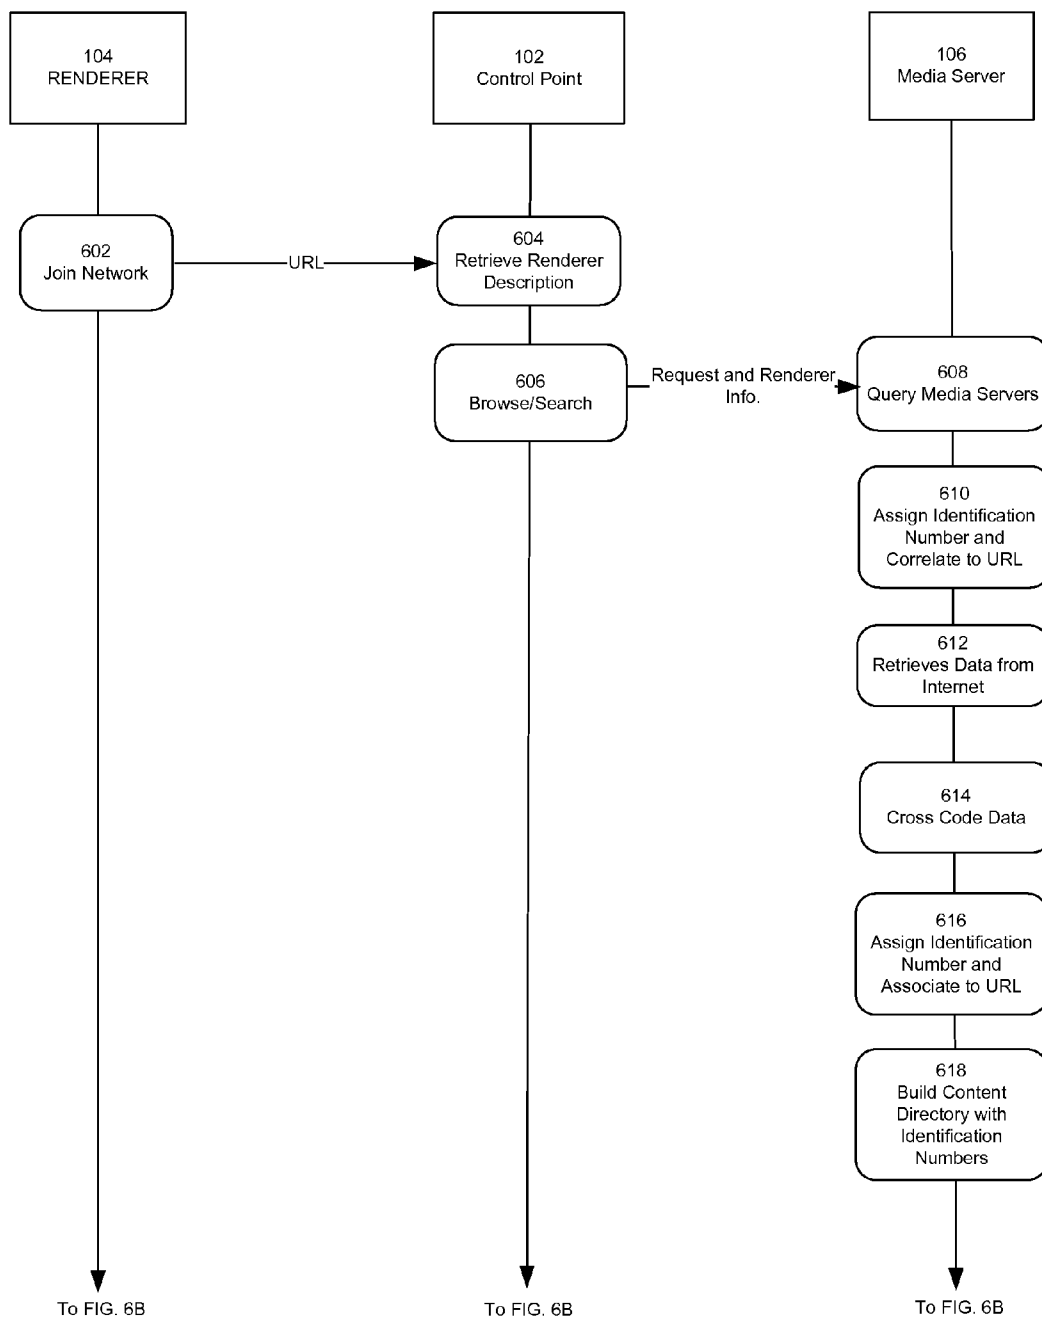 104
RENDERER
102
Control Point
106
Media Server
602
Join Network
URL
604
Retrieve Renderer
Description
606
Browse/Search
Request and Renderer
Info.
608
Query Media Servers
610
Assign Identification
Number and
Correlate to URL
612
Retrieves Data from
Internet
614
Cross Code Data
616
Assign Identification
Number and
Associate to URL
618
Build Content
Directory with
Identification
Numbers
To FIG. 6B
To FIG. 6B
To FIG. 6B